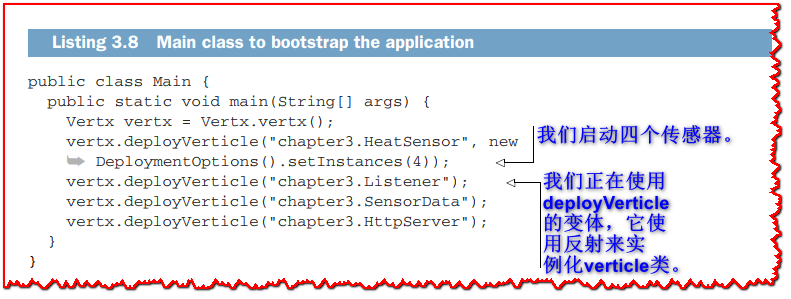 Listing 3.8 Main class to bootstrap the application
public class Main {
public static void main(String[] args) {
Vertx vertx = Vertx.vertx();
vertx.deployVerticle("chapter3.HeatSensor", new
DeploymentOptions().setInstances(4));
vertx.deployVerticle("chapter3.Listener");
vertx.deployVerticle("chapter3.SensorData");
vertx.deployVerticle("chapter3.HttpServer");
}
}
我们启动四个传感器。
我们正在使用
deployVerticle
的变体，它使
用反射来实
例化verticle类。